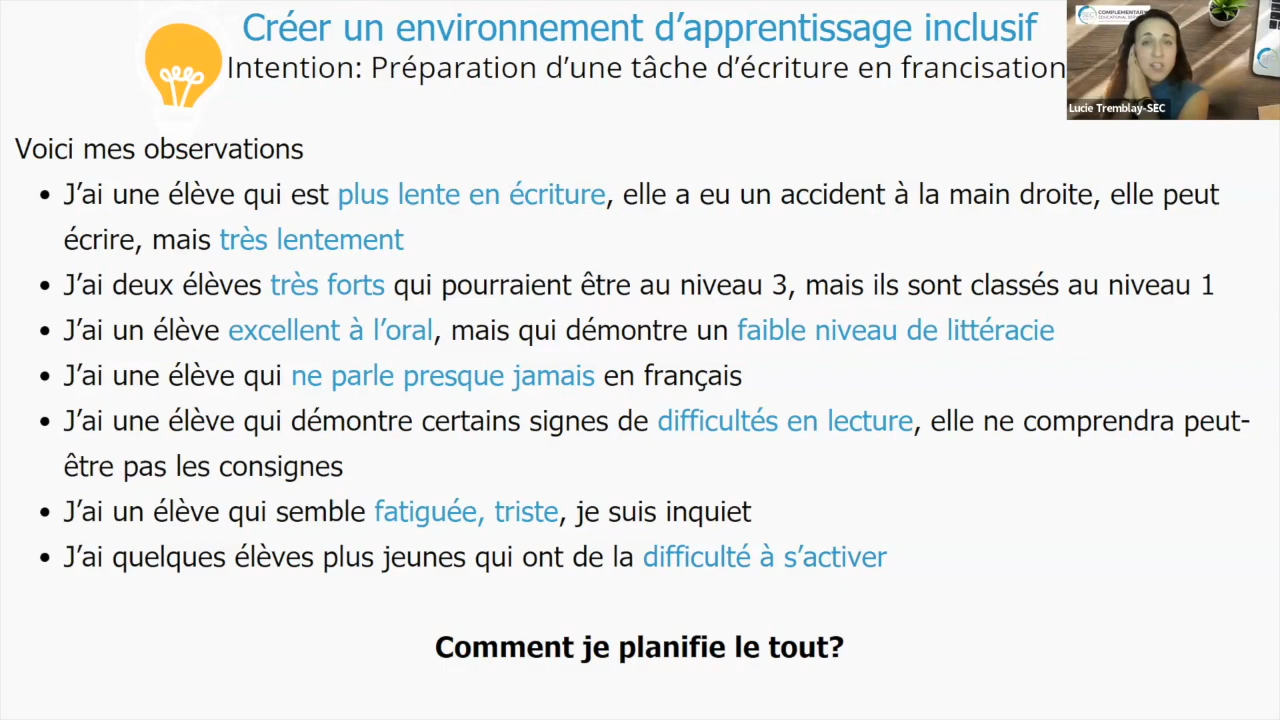 Créer un environnement d’apprentissage inclusif
Intention: Préparation d’une tâche d’écriture en francisation
SEC COMPLEMENTARY
Lucie Tremblay-SEC
Voici mes observations
• J’ai une élève qui est plus lente en écriture, elle a eu un accident à la main droite, elle peut
écrire, mais très lentement
• J’ai deux élèves très forts qui pourraient être au niveau 3, mais ils sont classés au niveau 1
• J’ai un élève excellent à l’oral, mais qui démontre un faible niveau de littéracie
• J’ai une élève qui ne parle presque jamais en français
• J’ai une élève qui démontre certains signes de difficultés en lecture, elle ne comprendra peut-
être pas les consignes
• J’ai un élève qui semble fatiguée, triste, je suis inquiet
• J’ai quelques élèves plus jeunes qui ont de la difficulté à s’activer
Comment je planifie le tout?